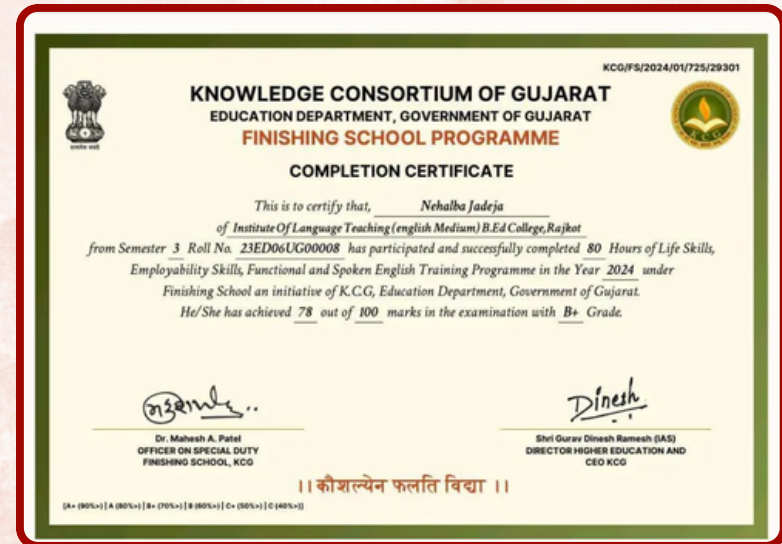 KCG/FS/2024/01/725/29301
KNOWLEDGE CONSORTIUM OF GUJARAT
EDUCATION DEPARTMENT, GOVERNMENT OF GUJARAT
FINISHING SCHOOL PROGRAMME
COMPLETION CERTIFICATE
This is to certify that, Nehalba Jadeja
of Institute Of Language Teaching (english Medium) B.Ed College, Rajkot
from Semester 3 Roll No. 23ED06UG00008 has participated and successfully completed 80 Hours of Life Skills,
Employability Skills, Functional and Spoken English Training Programme in the Year 2024 under
Finishing School an initiative of K.C.G, Education Department, Government of Gujarat.
He/She has achieved 78 out of 100 marks in the examination with B+ Grade.
Dinesh
Dr. Mahesh A. Patel
OFFICER ON SPECIAL DUTY
FINISHING SCHOOL, KCG
Shri Gurav Dinesh Ramesh (IAS)
DIRECTOR HIGHER EDUCATION AND
CEO KCG
।। कौशल्येन फलति विद्या ।।
[A+ (90%>) | A (80%>) | B+ (70%>) | B (60%>) | C+ (50%>) | C (40%>)]